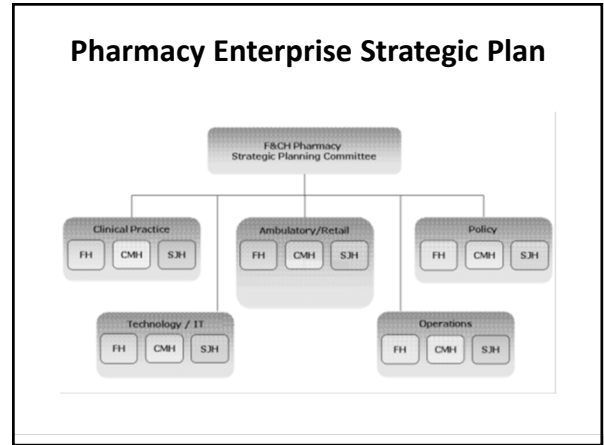 Pharmacy Enterprise Strategic Plan
F&CH Pharmacy
Strategic Planning Committee
Clinical Practice
FH CMH SJH
Ambulatory/Retail
FH CMH SJH
Policy
FH CMH SJH
Technology / IT
FH CMH SJH
Operations
FH CMH SJH